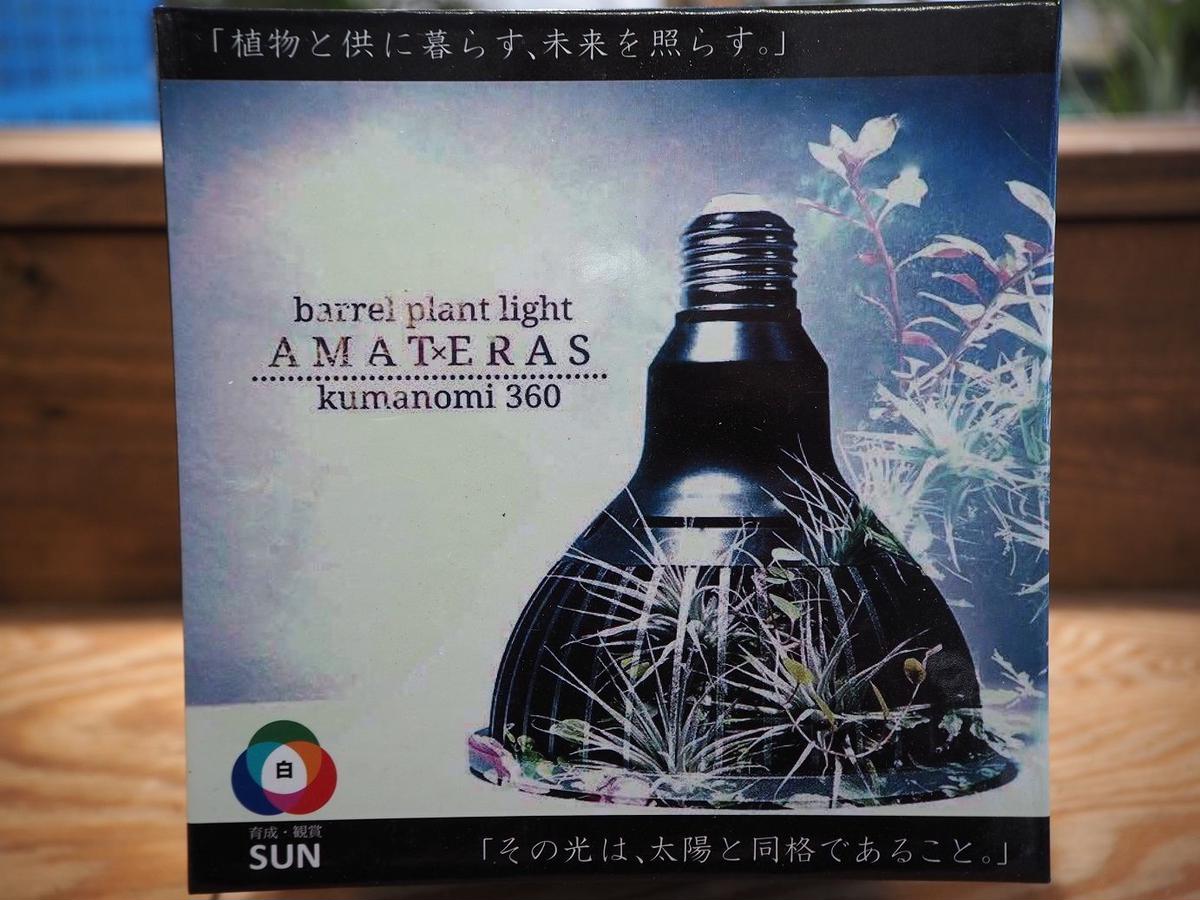 「植物と供に暮らす、未来を照らす。」
barrel plant light
AMAT×ERAS
kumanomi 360
白
育成・観賞
SUN
「その光は、太陽と同格であること。」